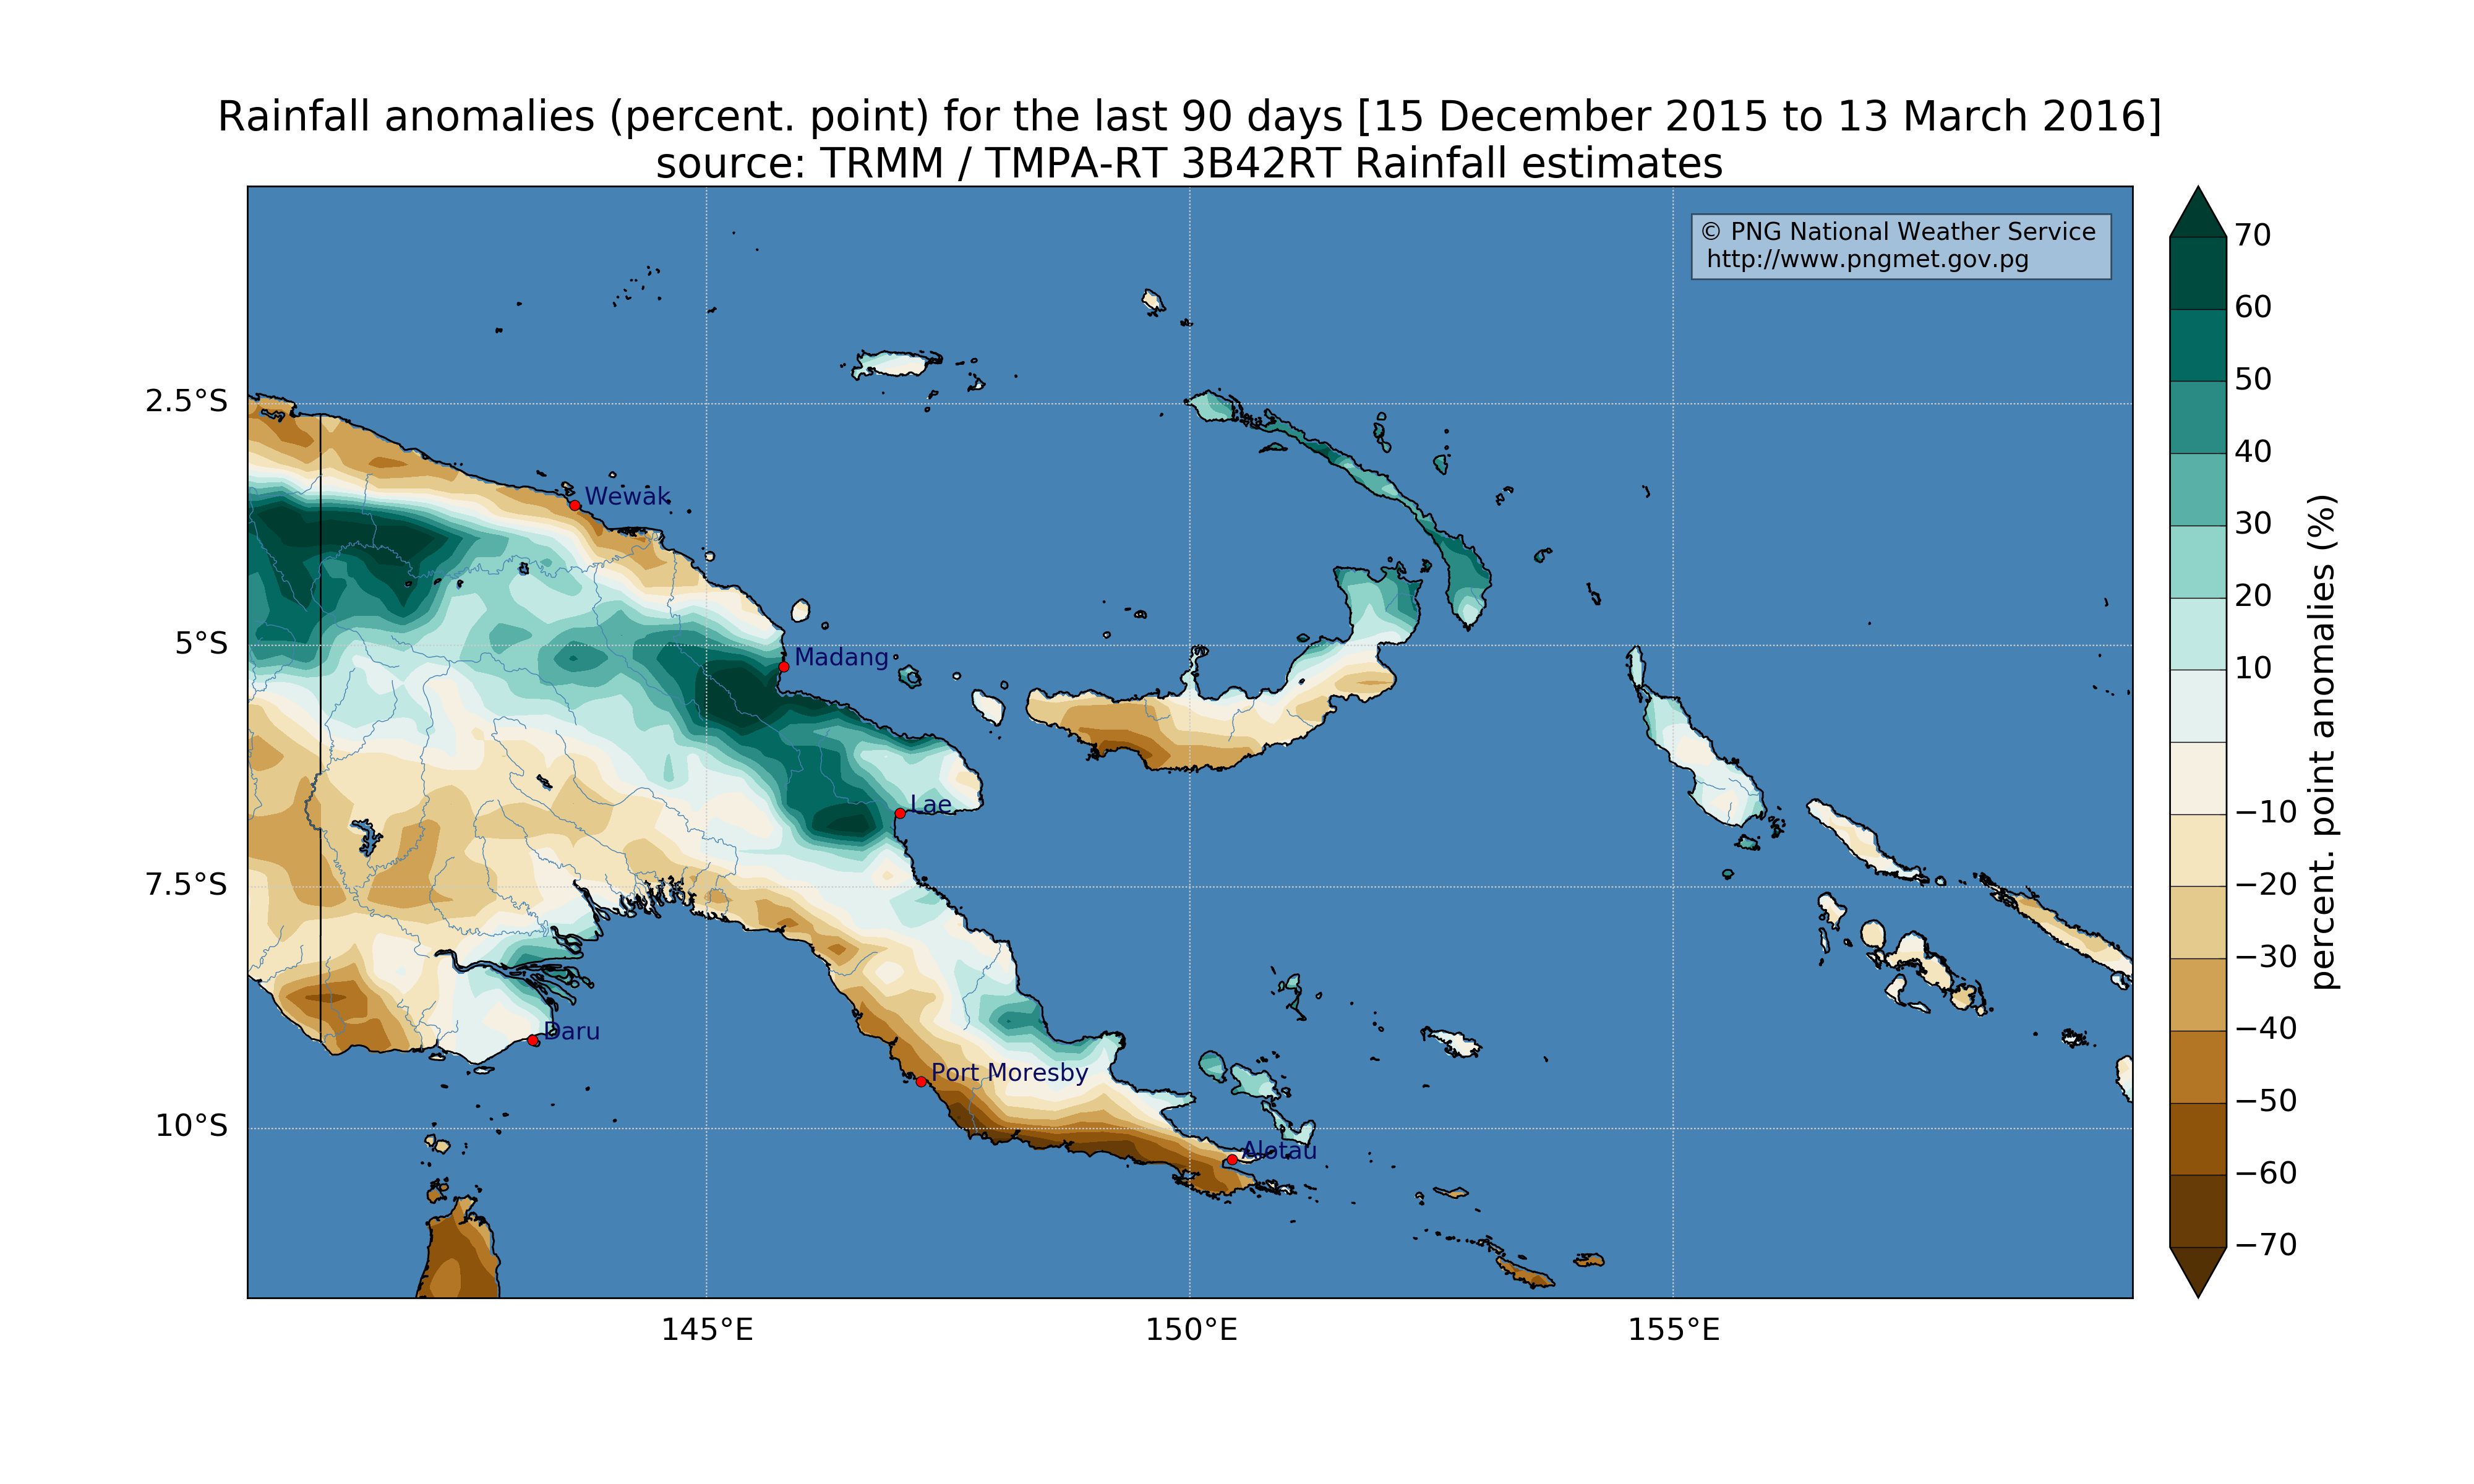 Rainfall anomalies (percent. point) for the last 90 days [15 December 2015 to 13 March 2016]
source: TRMM / TMPA-RT 3B42RT Rainfall estimates
© PNG National Weather Service
http://www.pngmet.gov.pg
2.5°S
5°S
7.5°S
10°S
145°E
150°E
155°E
Wewak
Madang
Lae
Daru
Port Moresby
Alotau
70
60
50
40
30
20
10
−10
−20
−30
−40
−50
−60
−70
percent. point anomalies (%)